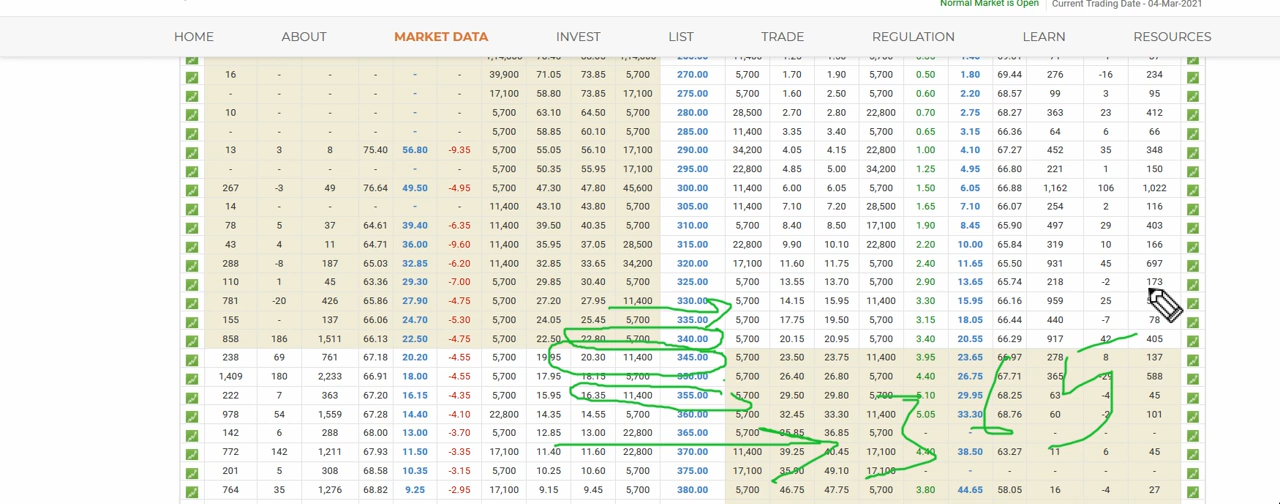 Normal Market is Open Current Trading Date - 04-Mar-2021
HOME ABOUT MARKET DATA INVEST LIST TRADE REGULATION LEARN RESOURCES
16 - - - - - 39,900 71.05 73.85 5,700 270.00 5,700 1.70 1.90 5,700 0.50 1.80 69.44 276 -16 234
- - - - - - 17,100 58.80 73.85 17,100 275.00 5,700 1.60 2.50 5,700 0.60 2.20 68.57 99 3 95
10 - - - - - 5,700 63.10 64.50 5,700 280.00 28,500 2.70 2.80 22,800 0.70 2.75 68.27 363 23 412
- - - - - - 5,700 58.85 60.10 5,700 285.00 11,400 3.35 3.40 5,700 0.65 3.15 66.36 64 6 66
13 3 8 75.40 56.80 -9.35 5,700 55.05 56.10 17,100 290.00 34,200 4.05 4.15 22,800 1.00 4.10 67.27 452 35 348
- - - - - - 5,700 50.35 55.95 17,100 295.00 22,800 4.85 5.00 34,200 1.25 4.95 66.80 221 1 150
267 -3 49 76.64 49.50 -4.95 5,700 47.30 47.80 45,600 300.00 11,400 6.00 6.05 5,700 1.50 6.05 66.88 1,162 106 1,022
14 - - - - - 11,400 43.10 43.80 5,700 305.00 11,400 7.10 7.20 28,500 1.65 7.10 66.07 254 2 116
78 5 37 64.61 39.40 -6.35 11,400 39.50 40.35 5,700 310.00 5,700 8.40 8.50 17,100 1.90 8.45 65.90 497 29 403
43 4 11 64.71 36.00 -9.60 11,400 35.95 37.05 28,500 315.00 22,800 9.90 10.10 22,800 2.20 10.00 65.84 319 10 166
288 -8 187 65.03 32.85 -6.20 11,400 32.85 33.65 34,200 320.00 17,100 11.60 11.75 5,700 2.40 11.65 65.50 931 45 697
110 1 45 63.36 29.30 -7.00 5,700 29.85 30.40 5,700 325.00 5,700 13.55 13.70 5,700 2.90 13.65 65.74 218 -2 173
781 -20 426 65.86 27.90 -4.75 5,700 27.20 27.95 11,400 330.00 5,700 14.15 15.95 11,400 3.30 15.95 66.16 959 25
155 - 137 66.06 24.70 -5.30 5,700 24.05 25.45 5,700 335.00 5,700 17.75 19.50 5,700 3.15 18.05 66.44 440 -7 78
858 186 1,511 66.13 22.50 -4.75 5,700 22.50 22.80 5,700 340.00 5,700 20.15 20.95 5,700 3.40 20.55 66.29 917 42 405
238 69 761 67.18 20.20 -4.55 5,700 19.95 20.30 11,400 345.00 5,700 23.50 23.75 11,400 3.95 23.65 66.97 278 8 137
1,409 180 2,233 66.91 18.00 -4.55 5,700 17.95 18.15 5,700 350.00 5,700 26.40 26.80 5,700 4.40 26.75 67.71 365 588
222 7 363 67.20 16.15 -4.35 5,700 15.95 16.35 11,400 355.00 5,700 29.50 29.80 5,700 5.10 29.95 68.25 63 -4 45
978 54 1,559 67.28 14.40 -4.10 22,800 14.35 14.55 5,700 360.00 5,700 32.45 33.30 11,400 5.05 33.30 68.76 60 -2 101
142 6 288 68.00 13.00 -3.70 5,700 12.85 13.00 22,800 365.00 5,700 35.85 36.85 5,700 - - - - - -
772 142 1,211 67.93 11.50 -3.35 17,100 11.40 11.60 22,800 370.00 11,400 39.25 40.45 17,100 4.40 38.50 63.27 11 6 45
201 5 308 68.58 10.35 -3.15 5,700 10.25 10.60 5,700 375.00 17,100 35.90 49.10 17,100 - - - - - -
764 35 1,276 68.82 9.25 -2.95 17,100 9.15 9.45 5,700 380.00 5,700 46.75 47.75 5,700 3.80 44.65 58.05 16 -4 27